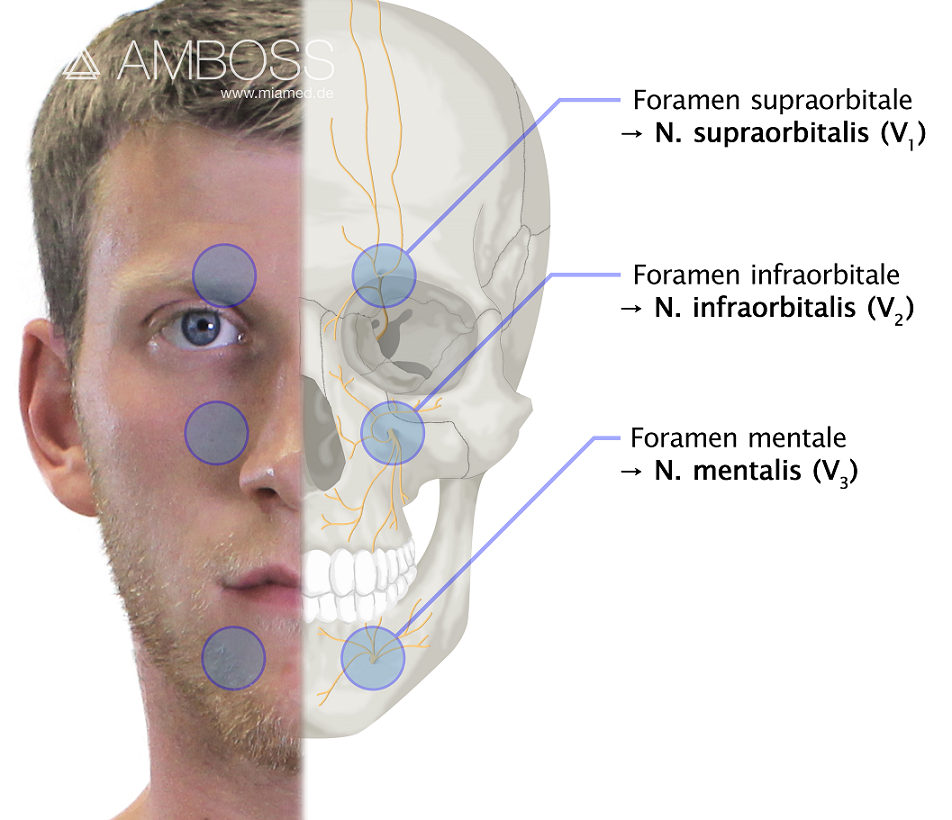 AMBOSS
www.miamed.de
Foramen supraorbitale
→ N. supraorbitalis (V₁)
Foramen infraorbitale
→ N. infraorbitalis (V₂)
Foramen mentale
→ N. mentalis (V₃)